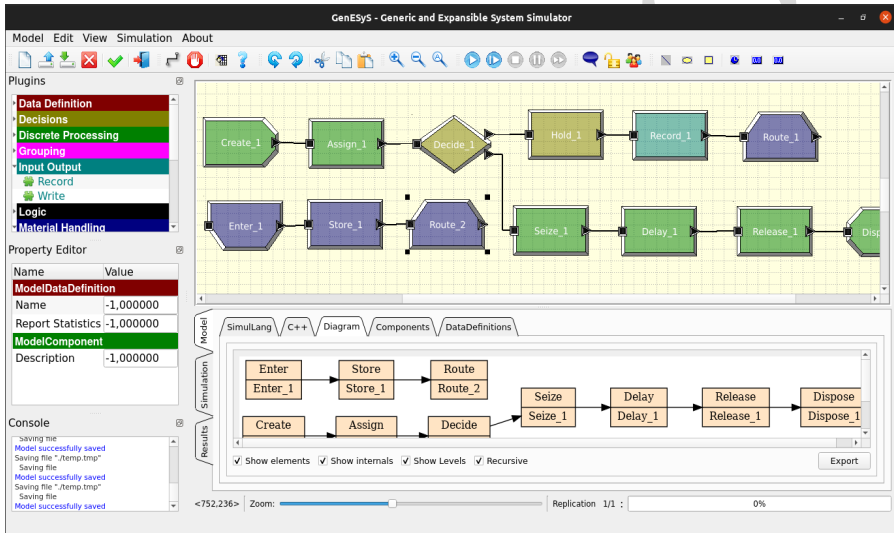 GenESyS - Generic and Expansible System Simulator
Model Edit View Simulation About
Plugins
Data Definition
Decisions
Discrete Processing
Grouping
Input Output
Record
Write
Logic
Material Handling
Create_1
Assign_1
Decide_1
Hold_1
Record_1
Route_1
Enter_1
Store_1
Route_2
Seize_1
Delay_1
Release_1
Disp
Property Editor
Name Value
ModelDataDefinition
Name -1,000000
Report Statistics -1,000000
ModelComponent
Description -1,000000
Console
Saving file
Model successfully saved
Saving file "./temp.tmp"
Saving file
Model successfully saved
Saving file "./temp.tmp"
Saving file
Model successfully saved
Model
Simulation
Results
SimulLang C++ Diagram Components DataDefinitions
Enter Store Route
Enter_1 Store_1 Route_2
Seize Delay Release Dispose
Seize_1 Delay_1 Release_1 Dispose_1
Create Assign Decide
Show elements Show internals Show Levels Recursive Export
<752,236> Zoom: Replication 1/1 : 0%